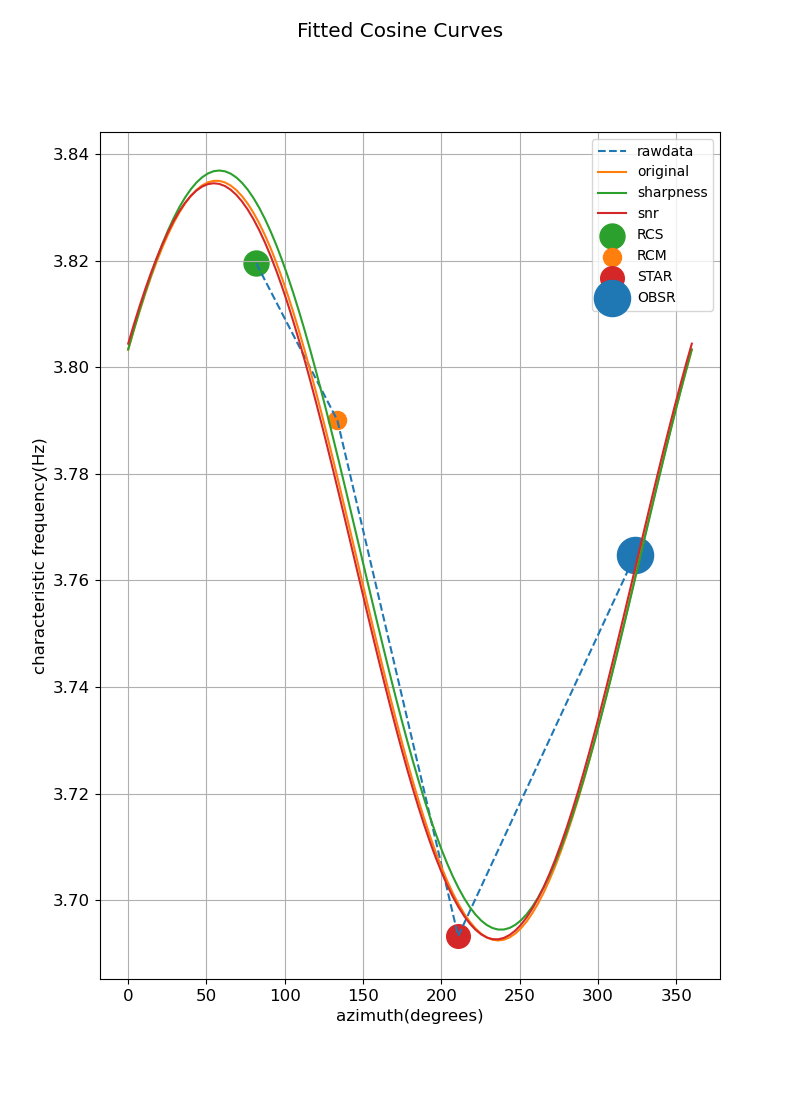 Fitted Cosine Curves
3.84
3.82
3.80
3.78
3.76
3.74
3.72
3.70
characteristic frequency(Hz)
rawdata
original
sharpness
snr
RCS
RCM
STAR
OBSR
0 50 100 150 200 250 300 350
azimuth(degrees)